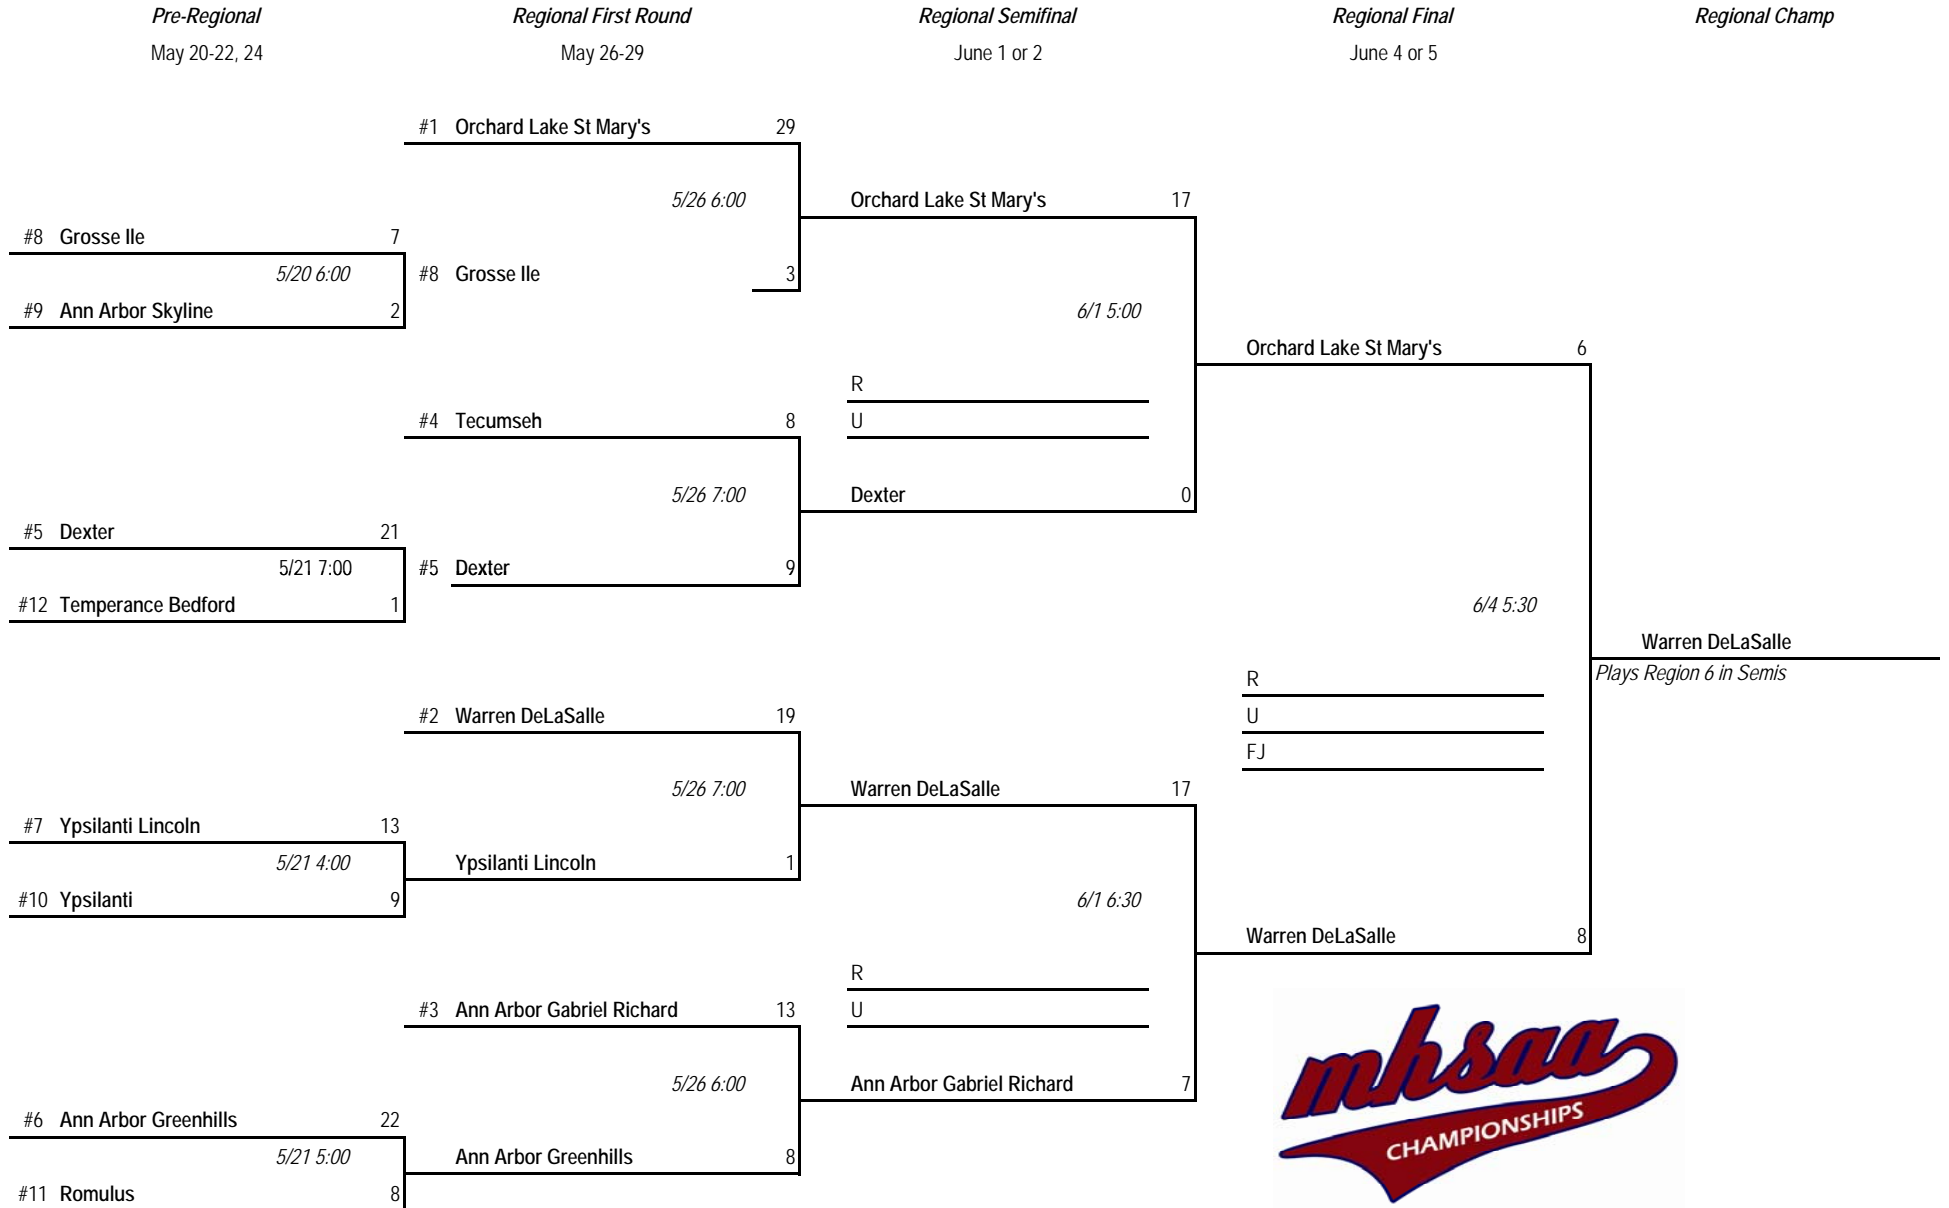 Pre-Regional Regional First Round Regional Semifinal Regional Final Regional Champ
May 20-22, 24 May 26-29 June 1 or 2 June 4 or 5
#1 Orchard Lake St Mary's 29
5/26 6:00 Orchard Lake St Mary's 17
#8 Grosse Ile 7
5/20 6:00 #8 Grosse Ile 3
#9 Ann Arbor Skyline 2 6/1 5:00
Orchard Lake St Mary's 6
R
#4 Tecumseh 8 U
5/26 7:00 Dexter 0
#5 Dexter 21
5/21 7:00 #5 Dexter 9
#12 Temperance Bedford 1 6/4 5:30
Warren DeLaSalle
Plays Region 6 in Semis
R
#2 Warren DeLaSalle 19 U
FJ
5/26 7:00 Warren DeLaSalle 17
#7 Ypsilanti Lincoln 13
5/21 4:00 Ypsilanti Lincoln 1
#10 Ypsilanti 9 6/1 6:30
Warren DeLaSalle 8
R
#3 Ann Arbor Gabriel Richard 13 U
5/26 6:00 Ann Arbor Gabriel Richard 7
mhsaa
CHAMPIONSHIPS
#6 Ann Arbor Greenhills 22
5/21 5:00 Ann Arbor Greenhills 8
#11 Romulus 8